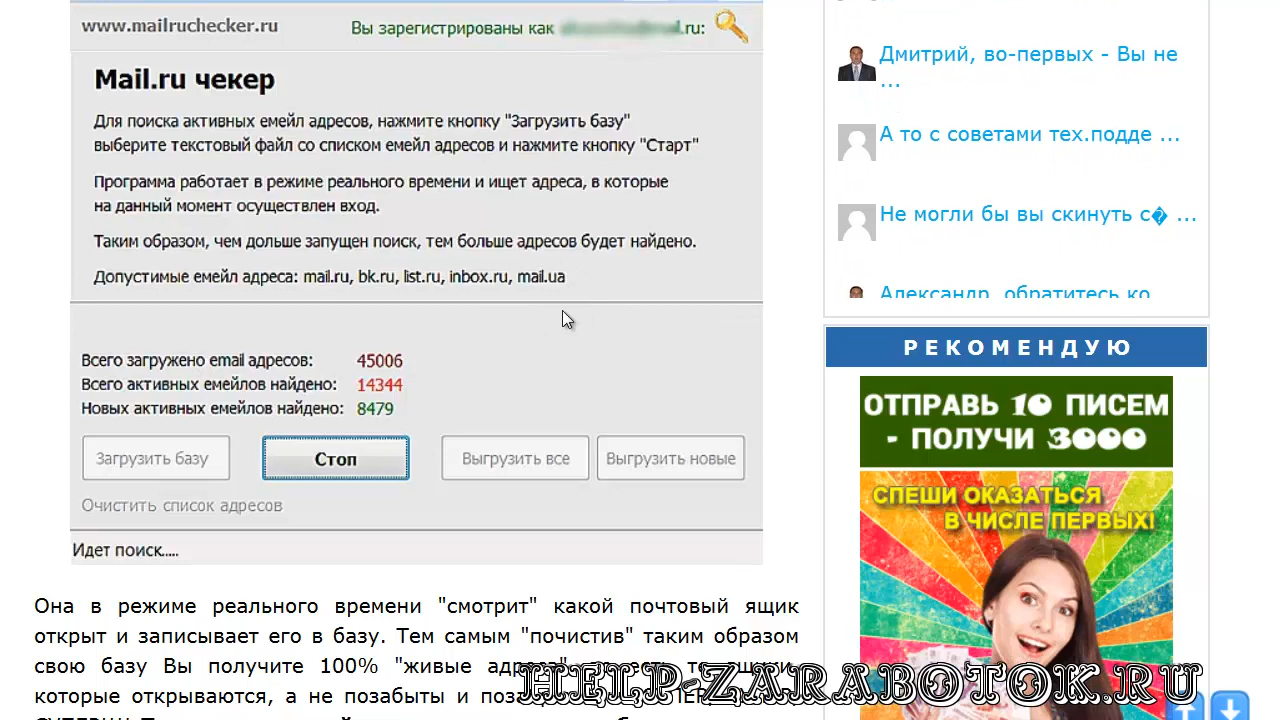 www.mailruchecker.ru
Вы зарегистрированы как .ru:
Mail.ru чекер
Для поиска активных емейл адресов, нажмите кнопку "Загрузить базу"
выберите текстовый файл со списком емейл адресов и нажмите кнопку "Старт"
Программа работает в режиме реального времени и ищет адреса, в которые
на данный момент осуществлен вход.
Таким образом, чем дольше запущен поиск, тем больше адресов будет найдено.
Допустимые емейл адреса: mail.ru, bk.ru, list.ru, inbox.ru, mail.ua
Всего загружено email адресов: 45006
Всего активных емейлов найдено: 14344
Новых активных емейлов найдено: 8479
Загрузить базу
Стоп
Выгрузить все
Выгрузить новые
Очистить список адресов
Идет поиск.....
Она в режиме реального времени "смотрит" какой почтовый ящик
открыт и записывает его в базу. Тем самым "почистив" таким образом
свою базу Вы получите 100% "живые
которые открываются, а не позабыты и
Дмитрий, во-первых - Вы не
...
А то с советами тех.подде ...
Не могли бы вы скинуть с� ...
Александр, обратитесь ко
РЕКОМЕНДУЮ
ОТПРАВЬ 10 ПИСЕМ
- ПОЛУЧИ 3000
СПЕШИ ОКАЗАТЬСЯ
В ЧИСЛЕ ПЕРВЫХ!
HELP-ZARABOTOK.RU